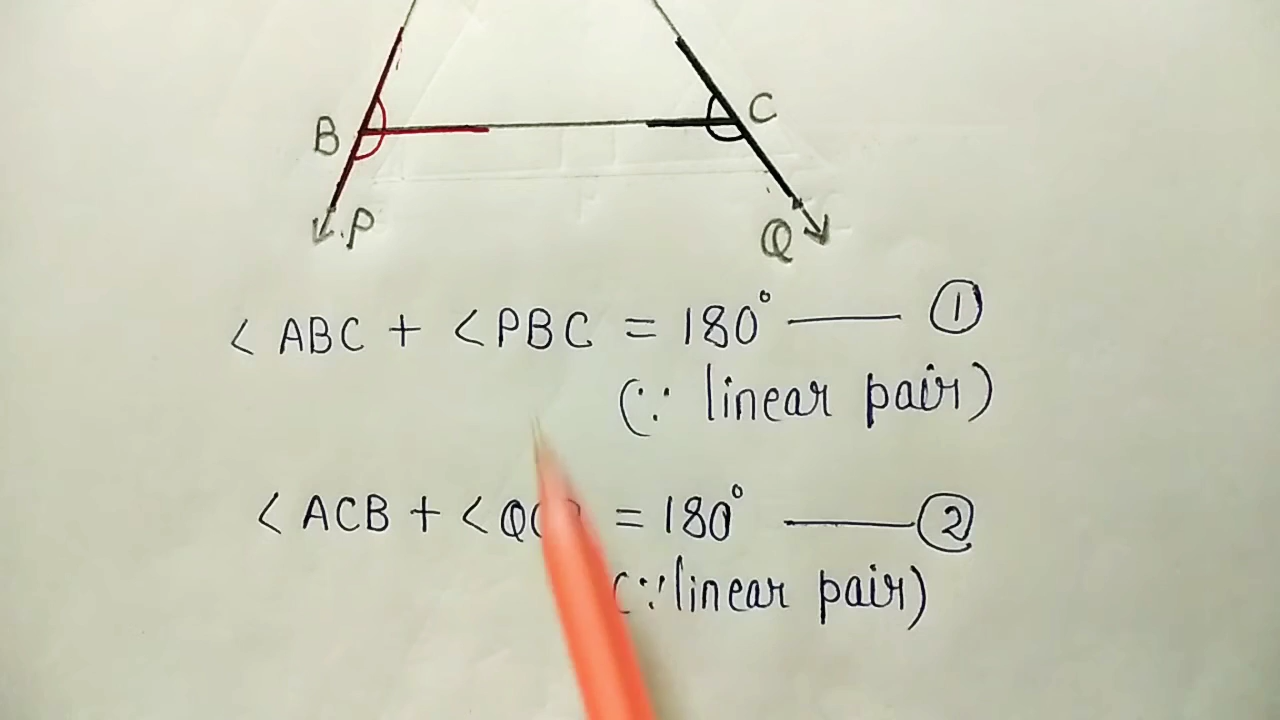 B
C
P
Q
< ABC + < PBC = 180° —— ①
(∵ linear pair)
< ACB + = 180° —— ②
(∵ linear pair)